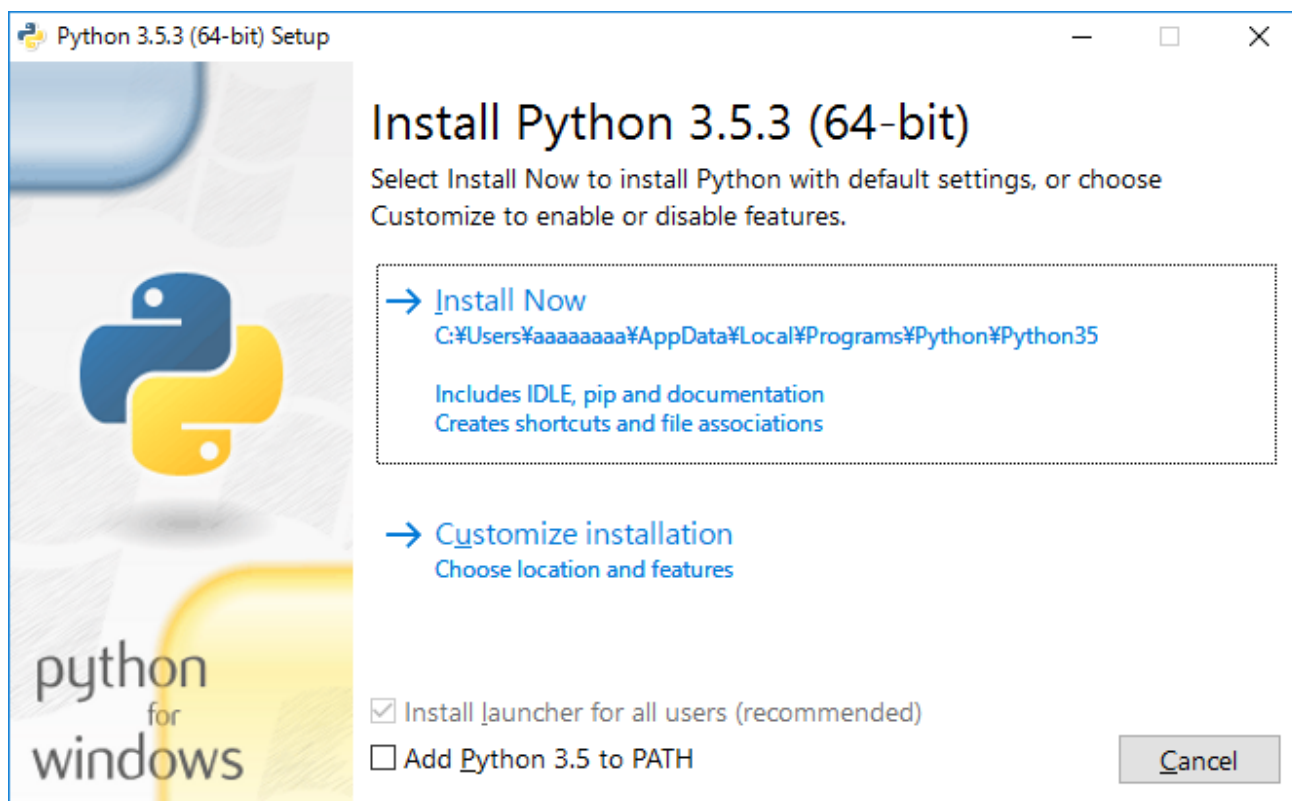 Python 3.5.3 (64-bit) Setup
Install Python 3.5.3 (64-bit)
Select Install Now to install Python with default settings, or choose
Customize to enable or disable features.
Install Now
C:¥Users¥aaaaaaaa¥AppData¥Local¥Programs¥Python¥Python35
Includes IDLE, pip and documentation
Creates shortcuts and file associations
Customize installation
Choose location and features
python
for
windows
Install launcher for all users (recommended)
Add Python 3.5 to PATH
Cancel